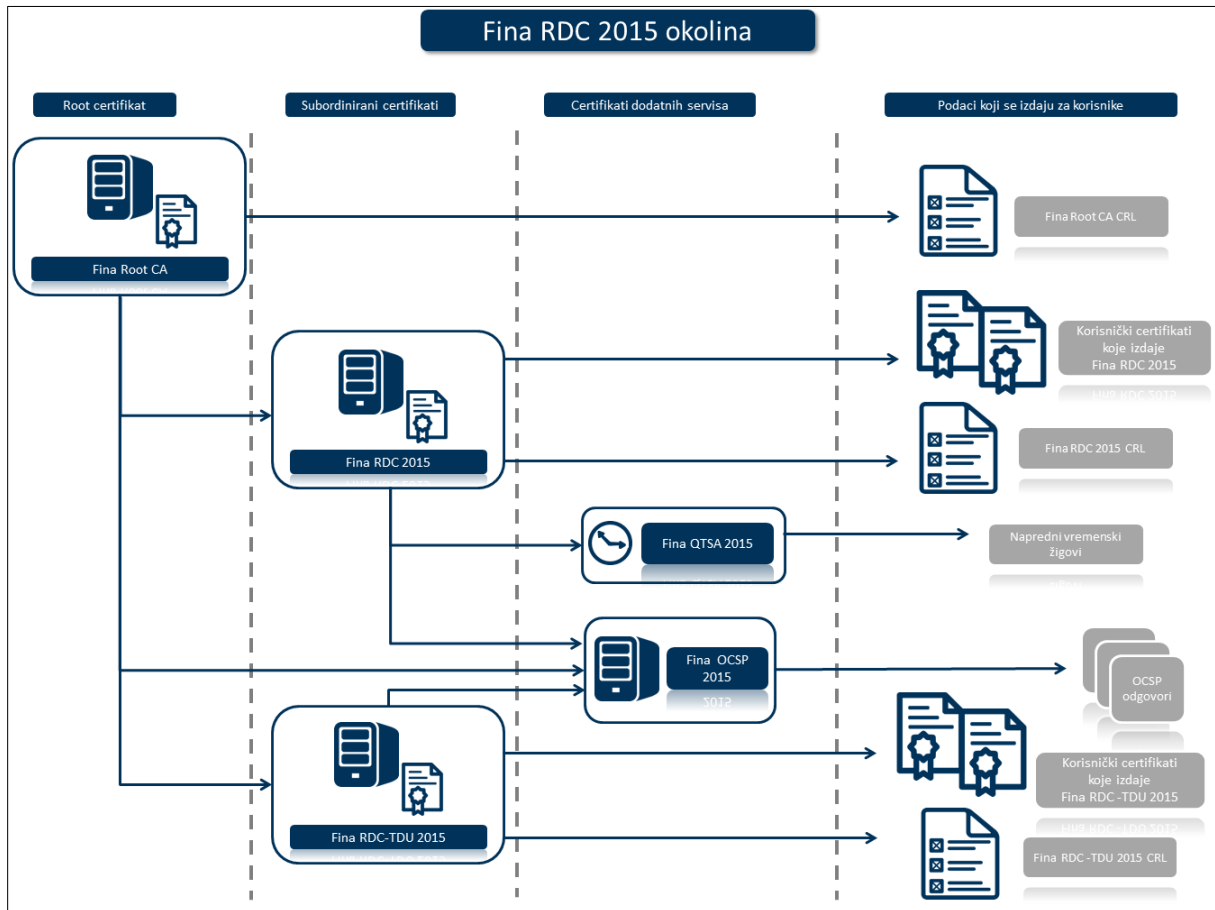 Fina RDC 2015 okolina
Root certifikat
Subordinirani certifikati
Certifikati dodatnih servisa
Podaci koji se izdaju za korisnike
Fina Root CA
Fina Root CA CRL
Korisnički certifikati
koje izdaje
Fina RDC 2015
Fina RDC 2015
Fina RDC 2015 CRL
Fina QTSA 2015
Napredni vremenski
žigovi
Fina OCSP
2015
OCSP
odgovori
Korisnički certifikati
koje izdaje
Fina RDC -TDU 2015
Fina RDC-TDU 2015
Fina RDC -TDU 2015 CRL